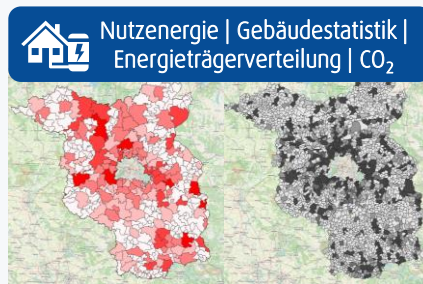 Nutzenergie | Gebäudestatistik |
Energieträgerverteilung | CO₂